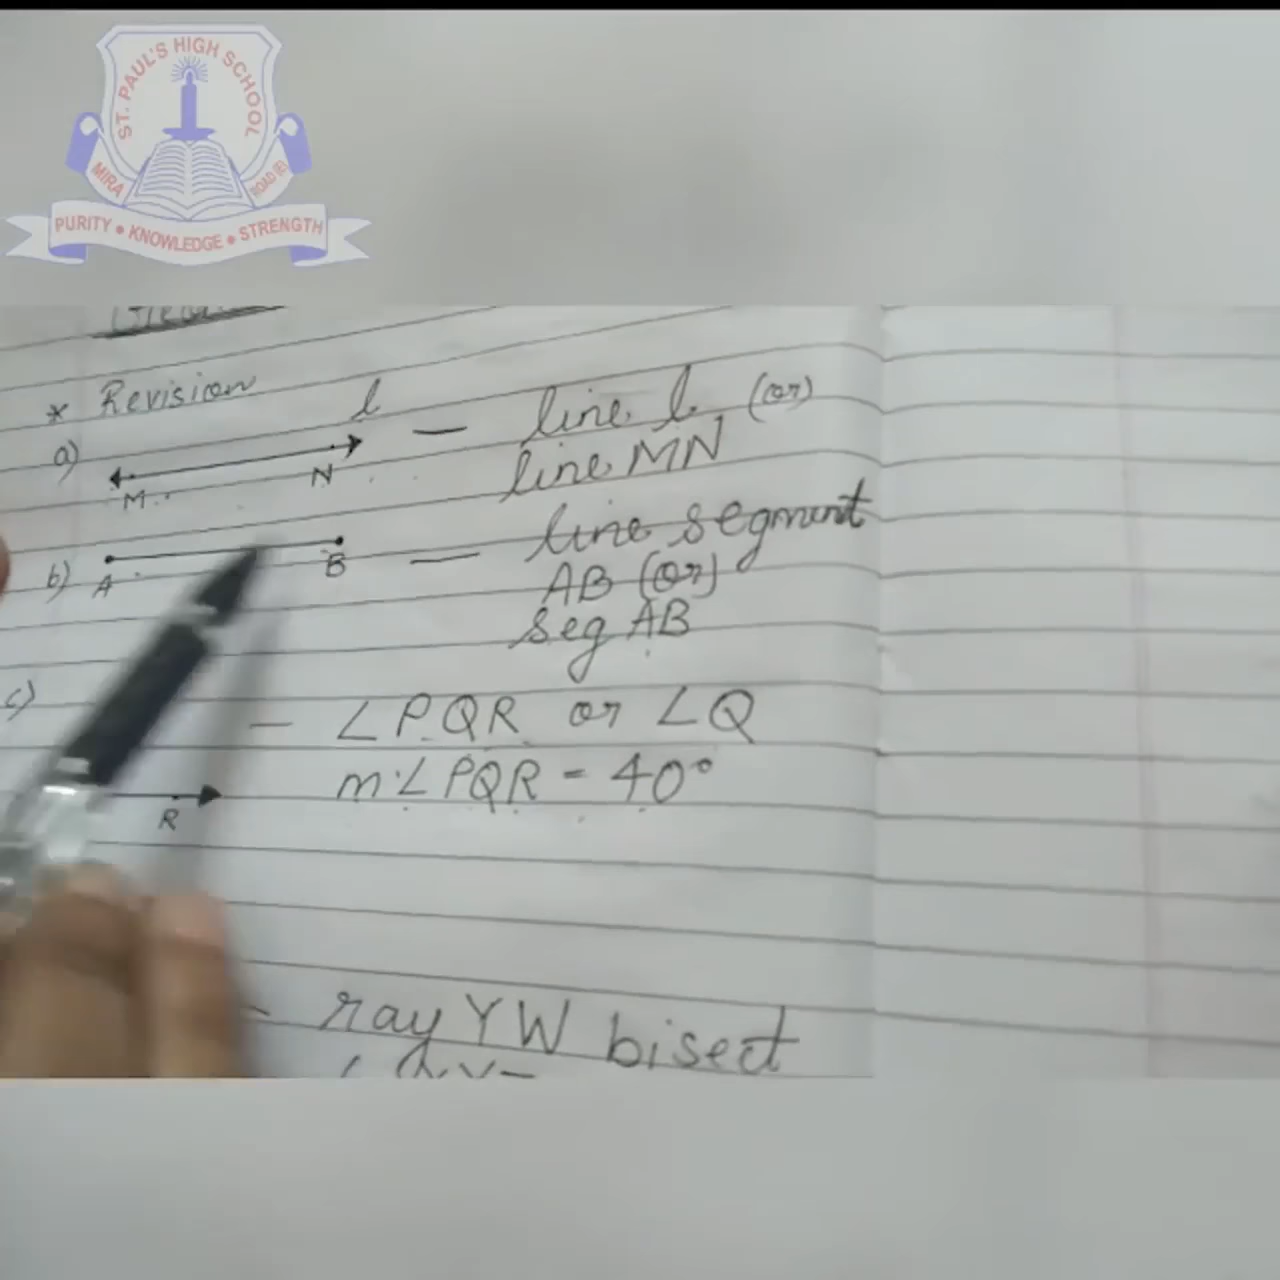 ST. PAUL'S HIGH SCHOOL
MIRA ROAD (E)
PURITY • KNOWLEDGE • STRENGTH
* Revision
l
a) M N — line l (or)
line MN
b) A B — line segment
AB (or)
seg AB
c) — ∠PQR or ∠Q
R m∠PQR = 40°
- ray YW bisect